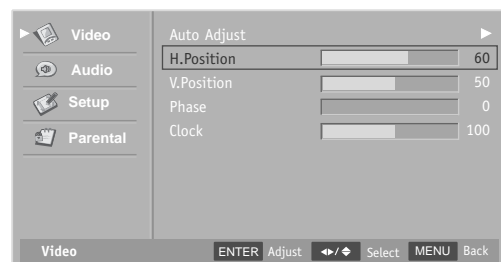 Video
Audio
Setup
Parental
Auto Adjust
H.Position 60
V.Position 50
Phase 0
Clock 100
Video ENTER Adjust / Select MENU Back